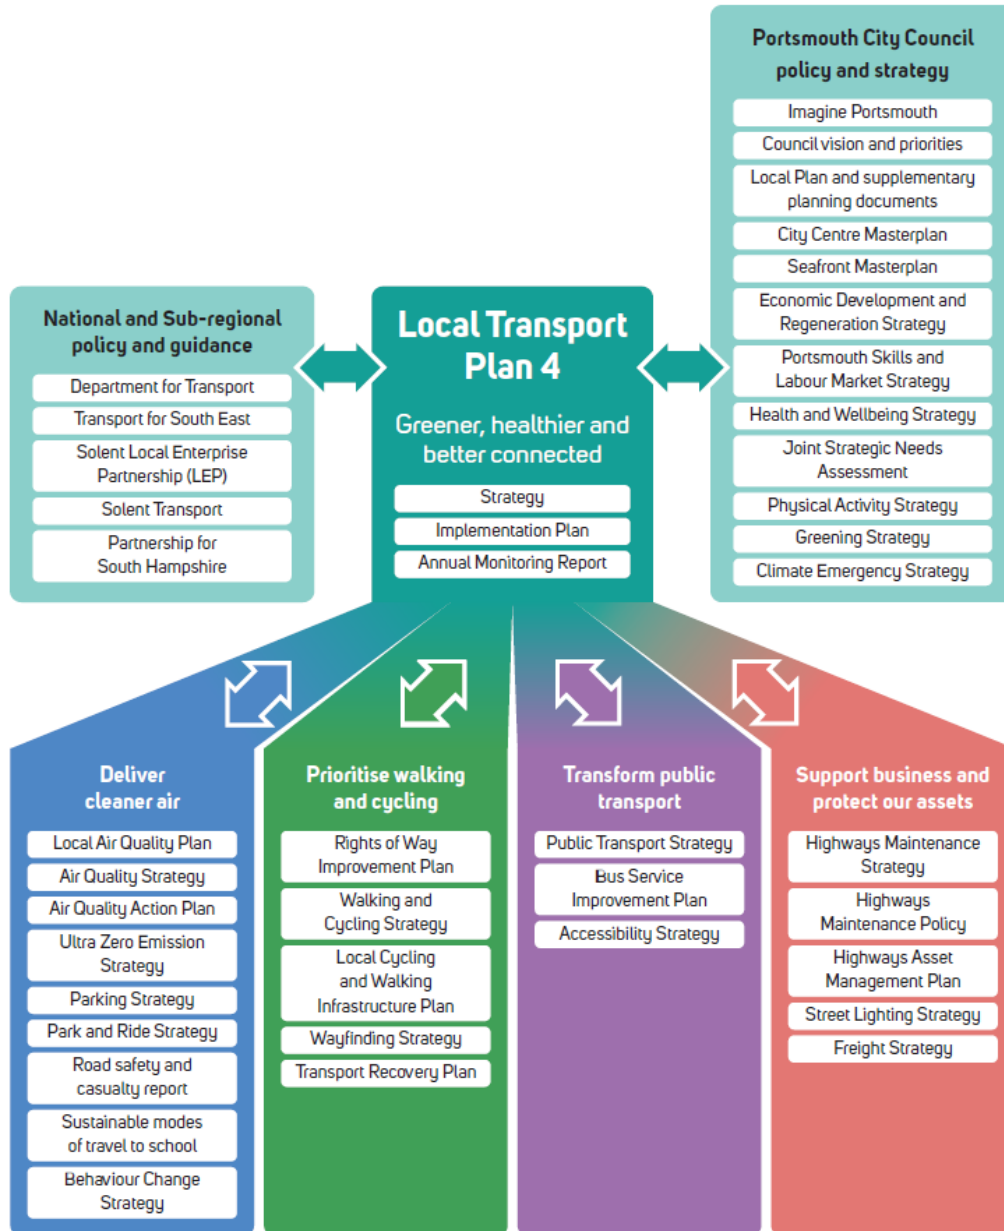 Portsmouth City Council
policy and strategy
Imagine Portsmouth
Council vision and priorities
Local Plan and supplementary
planning documents
City Centre Masterplan
Seafront Masterplan
Economic Development and
Regeneration Strategy
Portsmouth Skills and
Labour Market Strategy
Health and Wellbeing Strategy
Joint Strategic Needs
Assessment
Physical Activity Strategy
Greening Strategy
Climate Emergency Strategy
National and Sub-regional
policy and guidance
Department for Transport
Transport for South East
Solent Local Enterprise
Partnership (LEP)
Solent Transport
Partnership for
South Hampshire
Local Transport
Plan 4
Greener, healthier and
better connected
Strategy
Implementation Plan
Annual Monitoring Report
Deliver
cleaner air
Local Air Quality Plan
Air Quality Strategy
Air Quality Action Plan
Ultra Zero Emission
Strategy
Parking Strategy
Park and Ride Strategy
Road safety and
casualty report
Sustainable modes
of travel to school
Behaviour Change
Strategy
Prioritise walking
and cycling
Rights of Way
Improvement Plan
Walking and
Cycling Strategy
Local Cycling
and Walking
Infrastructure Plan
Wayfinding Strategy
Transport Recovery Plan
Transform public
transport
Public Transport Strategy
Bus Service
Improvement Plan
Accessibility Strategy
Support business and
protect our assets
Highways Maintenance
Strategy
Highways
Maintenance Policy
Highways Asset
Management Plan
Street Lighting Strategy
Freight Strategy